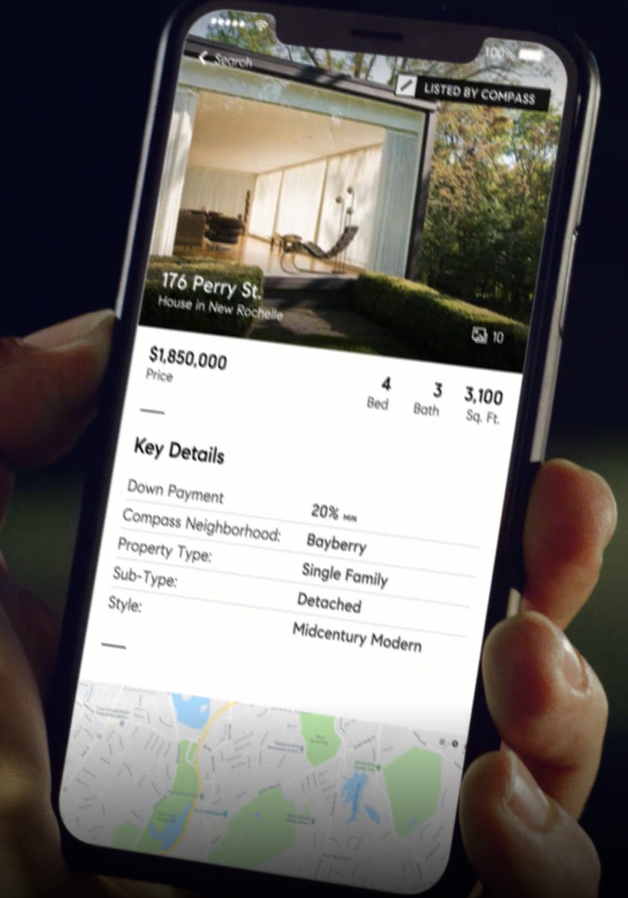 100%
Search
LISTED BY COMPASS
176 Perry St.
House in New Rochelle
10
$1,850,000
Price
4
Bed
3
Bath
3,100
Sq. Ft.
Key Details
Down Payment
20% MIN
Compass Neighborhood:
Bayberry
Property Type:
Single Family
Sub-Type:
Detached
Style:
Midcentury Modern